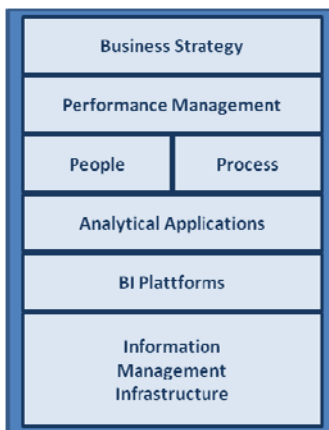 Business Strategy
Performance Management
People Process
Analytical Applications
BI Plattforms
Information
Management
Infrastructure